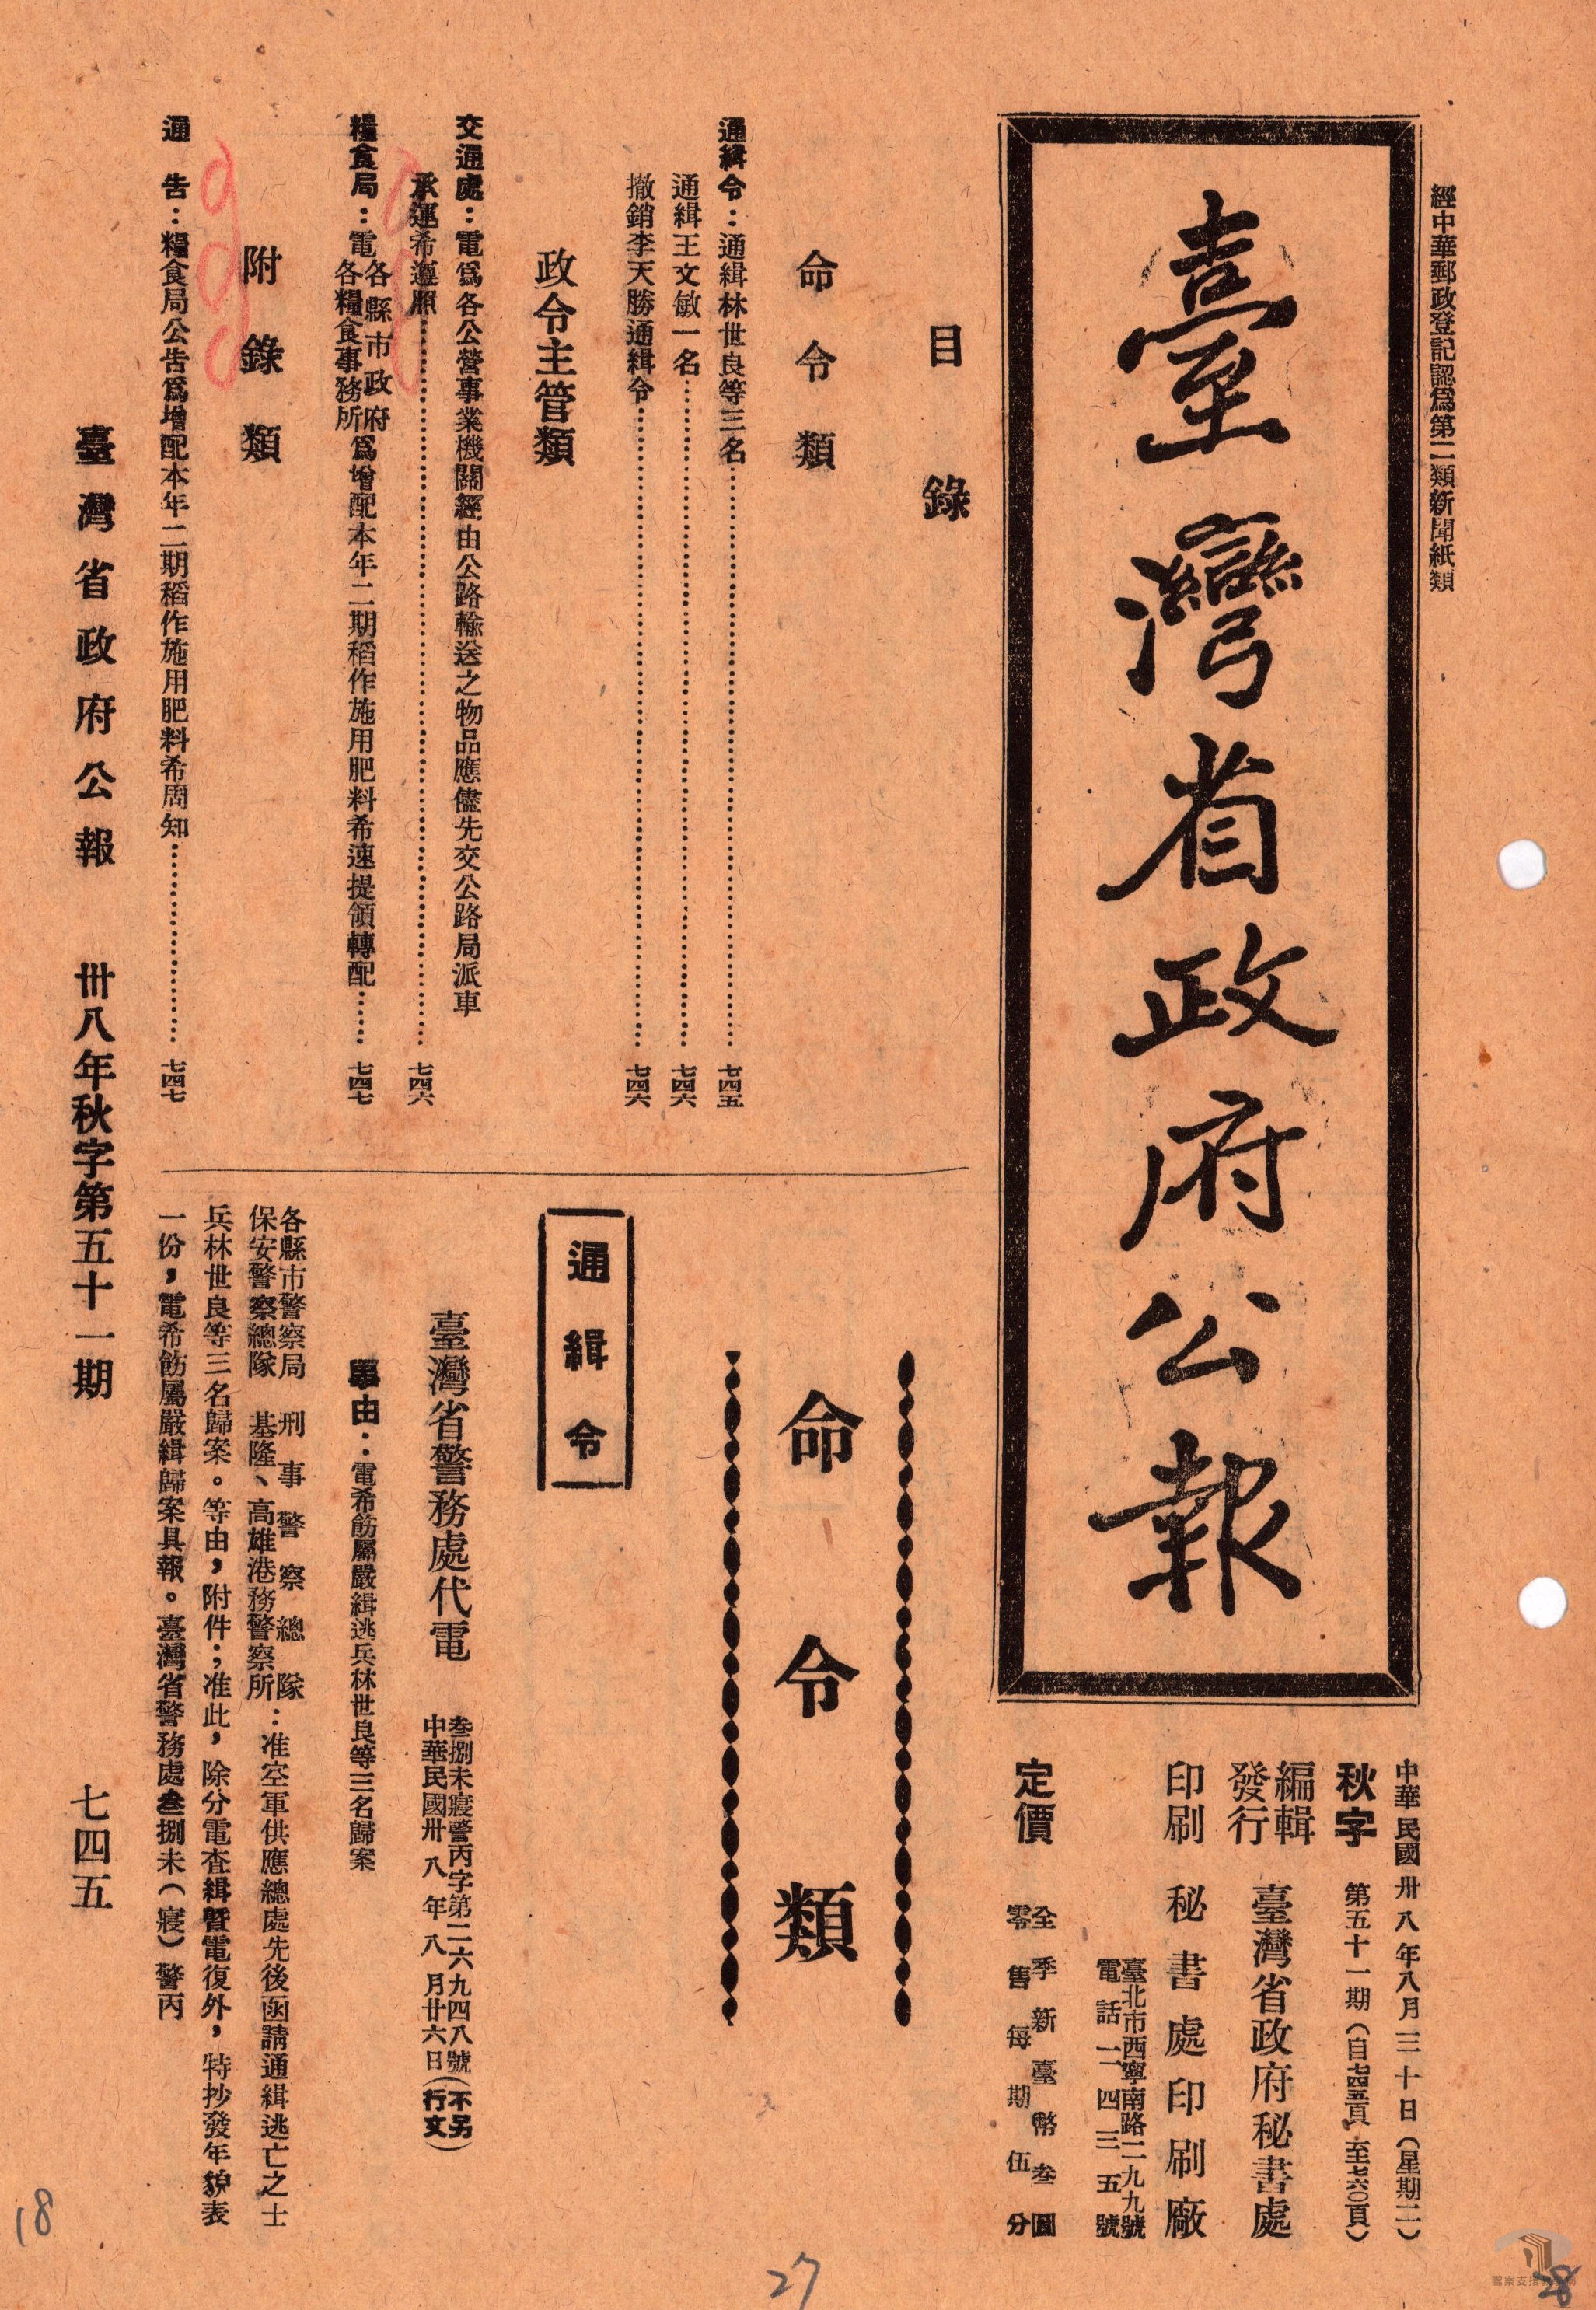 經中華郵政登記認爲第二類新聞紙類
臺灣省政府公報
中華民國卅八年八月三十日(星期二)
秋字 第五十一期(自七四五頁至七六〇頁)
編輯
發行 臺灣省政府秘書處
印刷 秘書處印刷廠
臺北市西寧南路二九九號
電話二四三五號
定價 全季新臺幣叁圓
零售每期伍分
目錄
命令類
通緝令:通緝林世良等三名………七四五
通緝王文敏一名………七四六
撤銷李天勝通緝令………七四六
政令主管類
交通處:電爲各公營事業機關經由公路輸送之物品應儘先交公路局派車
承運希遵照………七四六
糧食局:電各縣市政府
各糧食事務所爲增配本年二期稻作施用肥料希速提領轉配……七四七
附錄類
通 告:糧食局公告爲增配本年二期稻作施用肥料希周知………七四七
命令類
通緝令
臺灣省警務處代電
叁捌未寢警丙字第二六九四八號(不另
中華民國卅八年八月廿六日 行文)
事由:電希飭屬嚴緝逃兵林世良等三名歸案
各縣市警察局 刑事警察總隊
保安警察總隊 基隆、高雄港務警察所:准空軍供應總處先後函請通緝逃亡之士
兵林世良等三名歸案。等由,附件;准此,除分電查緝暨電復外,特抄發年貌表
一份,電希飭屬嚴緝歸案具報。臺灣省警務處叁捌未(寢)警丙
臺灣省政府公報 卅八年秋字第五十一期 七四五
18
27
28